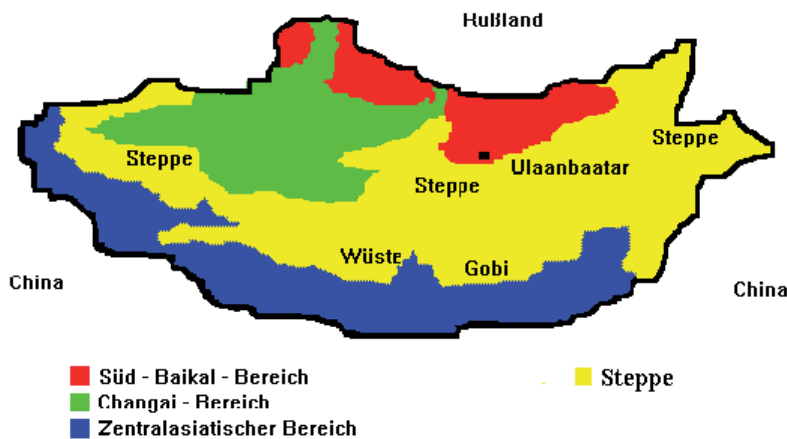 Rußland
Steppe
Steppe
Ulaanbaatar
Steppe
Wüste
Gobi
China
China
Süd - Baikal - Bereich
Steppe
Changai - Bereich
Zentralasiatischer Bereich